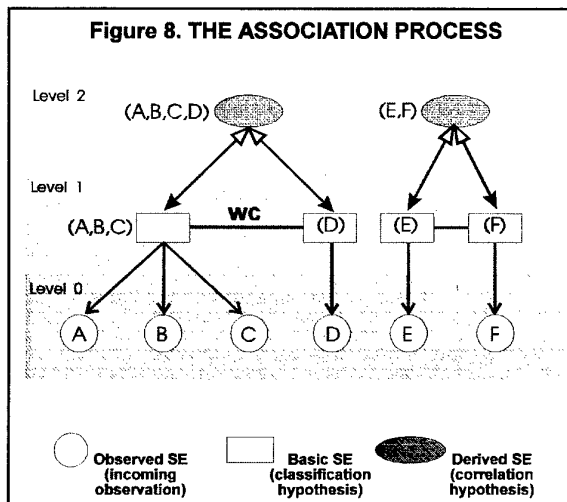 Figure 8. THE ASSOCIATION PROCESS
Level 2
(A,B,C,D)
(E,F)
Level 1
(A,B,C)
WC
(D)
(E)
(F)
Level 0
A
B
C
D
E
F
Observed SE
(incoming
observation)
Basic SE
(classification
hypothesis)
Derived SE
(correlation
hypothesis)